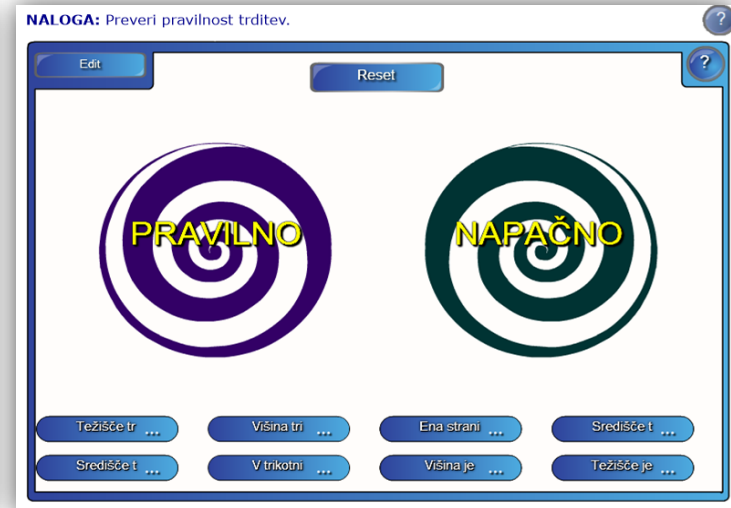 NALOGA: Preveri pravilnost trditev.
?
Edit
Reset
?
PRAVILNO
NAPAČNO
Težišče tr ...
Višina tri ...
Ena strani ...
Središče t ...
Središče t ...
V trikotni ...
Višina je ...
Težišče je ...